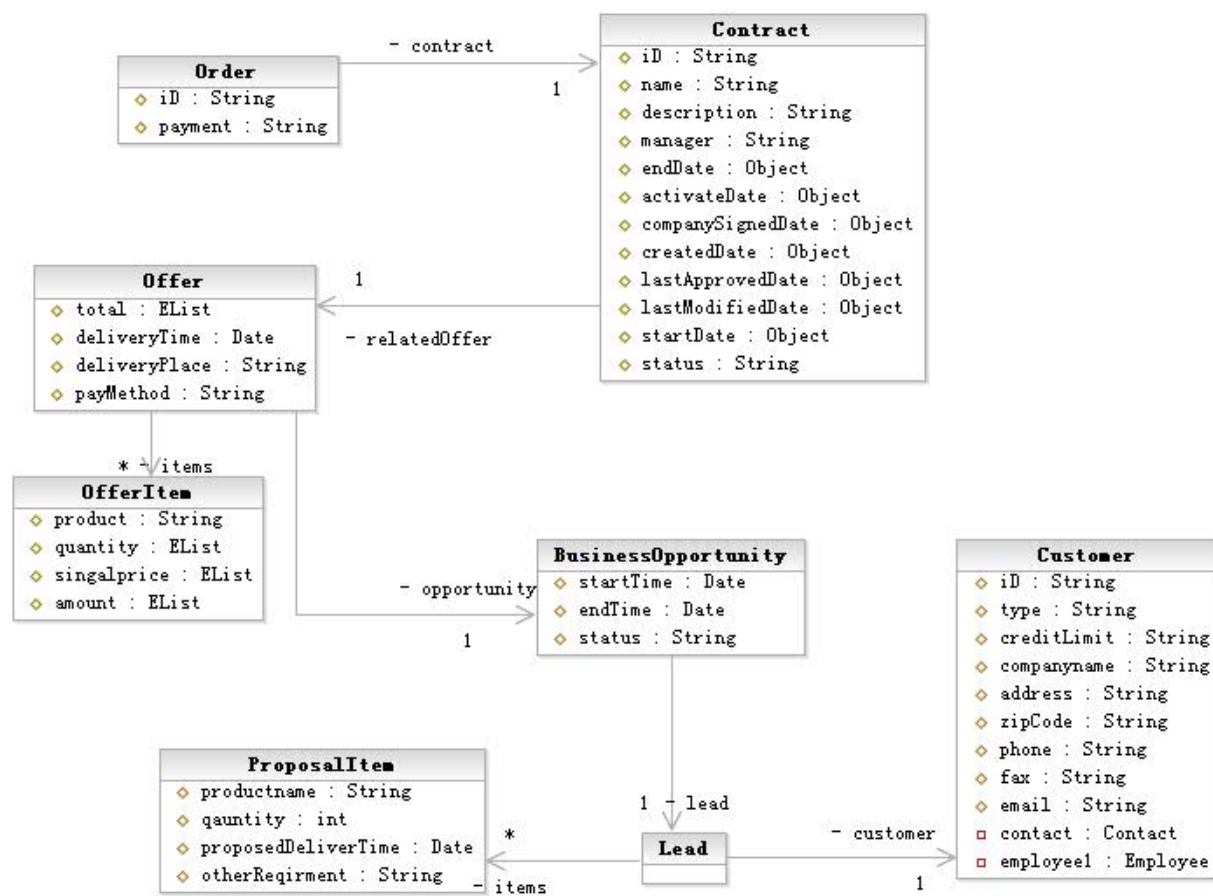 Order
iD : String
payment : String
- contract
1
Contract
iD : String
name : String
description : String
manager : String
endDate : Object
activateDate : Object
companySignedDate : Object
createdDate : Object
lastApprovedDate : Object
lastModifiedDate : Object
startDate : Object
status : String
1
- relatedOffer
Offer
total : EList
deliveryTime : Date
deliveryPlace : String
payMethod : String
* - items
OfferItem
product : String
quantity : EList
singalprice : EList
amount : EList
- opportunity
1
BusinessOpportunity
startTime : Date
endTime : Date
status : String
1 - lead
Lead
* 
- items
ProposalItem
productname : String
qauntity : int
proposedDeliverTime : Date
otherReqirment : String
- customer
1
Customer
iD : String
type : String
creditLimit : String
companyname : String
address : String
zipCode : String
phone : String
fax : String
email : String
contact : Contact
employee1 : Employee